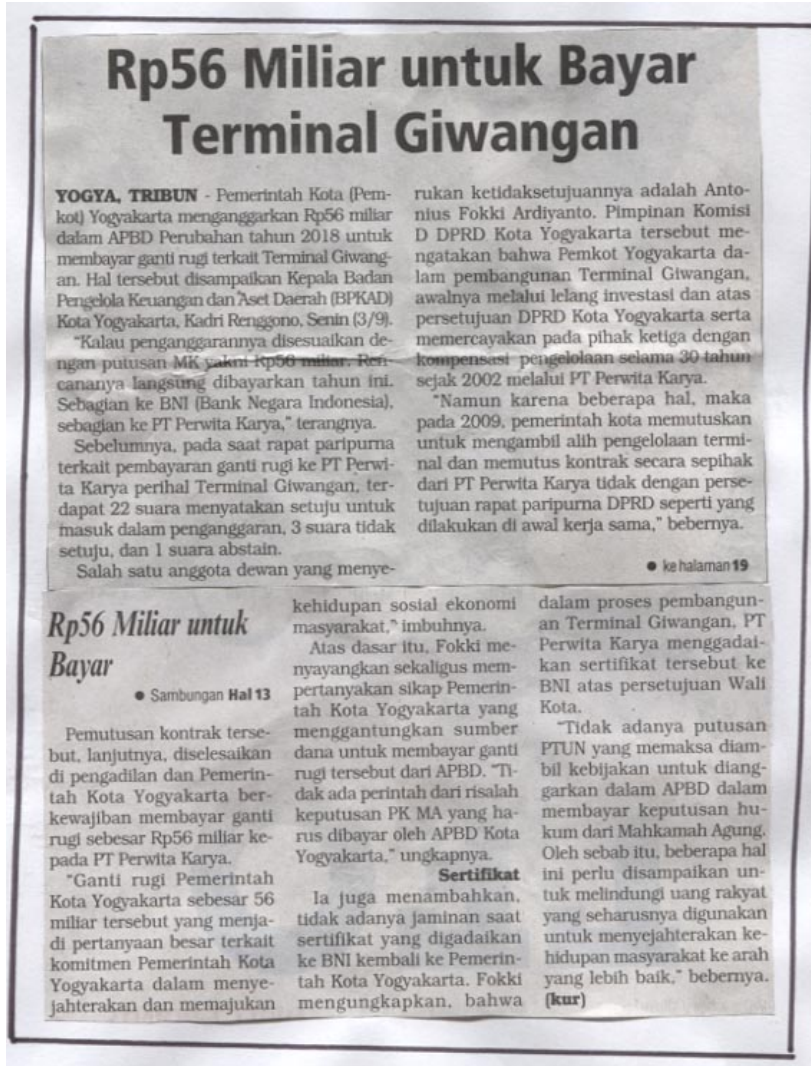 Rp56 Miliar untuk Bayar
Terminal Giwangan
YOGYA, TRIBUN - Pemerintah Kota (Pem-
kot) Yogyakarta menganggarkan Rp56 miliar
dalam APBD Perubahan tahun 2018 untuk
membayar ganti rugi terkait Terminal Giwang-
an. Hal tersebut disampaikan Kepala Badan
Pengelola Keuangan dan Aset Daerah (BPKAD)
Kota Yogyakarta, Kadri Renggono, Senin (3/9).
"Kalau penganggarannya disesuaikan de-
ngan putusan MK yakni Rp56 miliar. Ren-
cananya langsung dibayarkan tahun ini.
Sebagian ke BNI (Bank Negara Indonesia),
sebagian ke PT Perwita Karya," terangnya.
Sebelumnya, pada saat rapat paripurna
terkait pembayaran ganti rugi ke PT Perwi-
ta Karya perihal Terminal Giwangan, ter-
dapat 22 suara menyatakan setuju untuk
masuk dalam penganggaran, 3 suara tidak
setuju, dan 1 suara abstain.
Salah satu anggota dewan yang menye-
rukan ketidaksetujuannya adalah Anto-
nius Fokki Ardiyanto. Pimpinan Komisi
D DPRD Kota Yogyakarta tersebut me-
ngatakan bahwa Pemkot Yogyakarta da-
lam pembangunan Terminal Giwangan,
awalnya melalui lelang investasi dan atas
persetujuan DPRD Kota Yogyakarta serta
memercayakan pada pihak ketiga dengan
kompensasi pengelolaan selama 30 tahun
sejak 2002 melalui PT Perwita Karya.
"Namun karena beberapa hal, maka
pada 2009, pemerintah kota memutuskan
untuk mengambil alih pengelolaan termi-
nal dan memutus kontrak secara sepihak
dari PT Perwita Karya tidak dengan perse-
tujuan rapat paripurna DPRD seperti yang
dilakukan di awal kerja sama," bebernya.
● ke halaman 19
Rp56 Miliar untuk
Bayar
● Sambungan Hal 13
Pemutusan kontrak terse-
but, lanjutnya, diselesaikan
di pengadilan dan Pemerin-
tah Kota Yogyakarta ber-
kewajiban membayar ganti
rugi sebesar Rp56 miliar ke-
pada PT Perwita Karya.
"Ganti rugi Pemerintah
Kota Yogyakarta sebesar 56
miliar tersebut yang menja-
di pertanyaan besar terkait
komitmen Pemerintah Kota
Yogyakarta dalam menye-
jahterakan dan memajukan
kehidupan sosial ekonomi
masyarakat," imbuhnya.
Atas dasar itu, Fokki me-
nyayangkan sekaligus mem-
pertanyakan sikap Pemerin-
tah Kota Yogyakarta yang
menggantungkan sumber
dana untuk membayar ganti
rugi tersebut dari APBD. "Ti-
dak ada perintah dari risalah
keputusan PK MA yang ha-
rus dibayar oleh APBD Kota
Yogyakarta," ungkapnya.
Sertifikat
Ia juga menambahkan,
tidak adanya jaminan saat
sertifikat yang digadaikan
ke BNI kembali ke Pemerin-
tah Kota Yogyakarta. Fokki
mengungkapkan, bahwa
dalam proses pembangun-
an Terminal Giwangan, PT
Perwita Karya menggadai-
kan sertifikat tersebut ke
BNI atas persetujuan Wali
Kota.
"Tidak adanya putusan
PTUN yang memaksa diam-
bil kebijakan untuk diang-
garkan dalam APBD dalam
membayar keputusan hu-
kum dari Mahkamah Agung.
Oleh sebab itu, beberapa hal
ini perlu disampaikan un-
tuk melindungi uang rakyat
yang seharusnya digunakan
untuk menyejahterakan ke-
hidupan masyarakat ke arah
yang lebih baik," bebernya.
(kur)